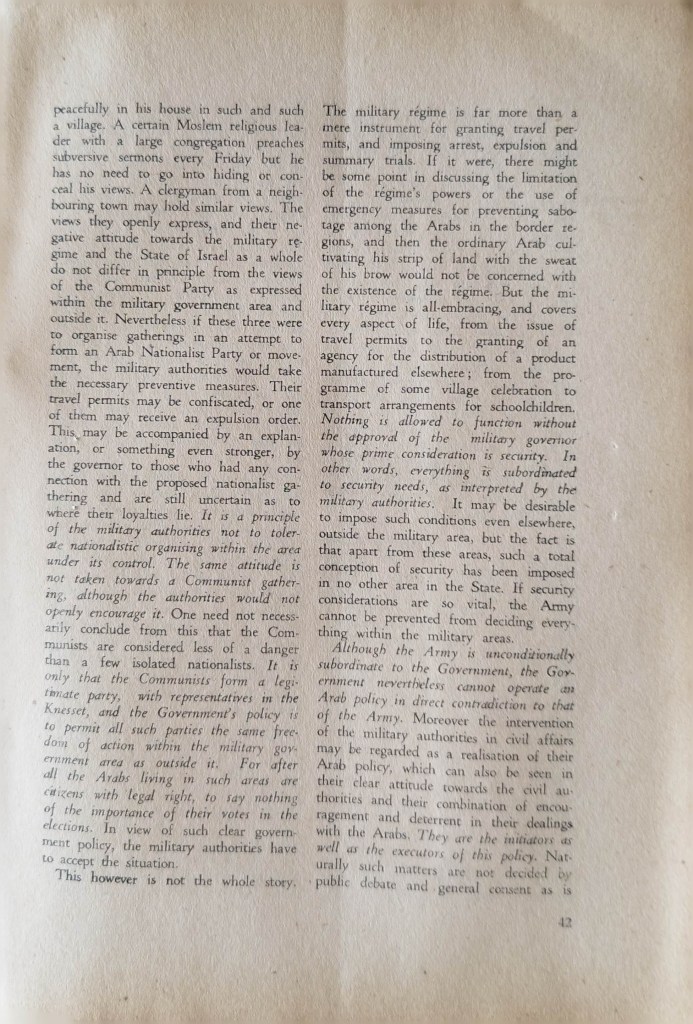 peacefully in his house in such and such
a village. A certain Moslem religious lea-
der with a large congregation preaches
subversive sermons every Friday but he
has no need to go into hiding or con-
ceal his views. A clergyman from a neigh-
bouring town may hold similar views. The
views they openly express, and their ne-
gative attitude towards the military re-
gime and the State of Israel as a whole
do not differ in principle from the views
of the Communist Party as expressed
within the military government area and
outside it. Nevertheless if these three were
to organise gatherings in an attempt to
form an Arab Nationalist Party or move-
ment, the military authorities would take
the necessary preventive measures. Their
travel permits may be confiscated, or one
of them may receive an expulsion order.
This may be accompanied by an explan-
ation, or something even stronger, by
the governor to those who had any con-
nection with the proposed nationalist ga-
thering and are still uncertain as to
where their loyalties lie. It is a principle
of the military authorities not to toler-
ate nationalistic organising within the area
under its control. The same attitude is
not taken towards a Communist gather-
ing, although the authorities would not
openly encourage it. One need not necess-
arily conclude from this that the Com-
munists are considered less of a danger
than a few isolated nationalists. It is
only that the Communists form a legi-
timate party, with representatives in the
Knesset, and the Government's policy is
to permit all such parties the same free-
dom of action within the military gov-
ernment area as outside it. For after
all the Arabs living in such areas are
citizens with legal right, to say nothing
of the importance of their votes in the
elections. In view of such clear govern-
ment policy, the military authorities have
to accept the situation.
This however is not the whole story.
The military régime is far more than a
mere instrument for granting travel per-
mits, and imposing arrest, expulsion and
summary trials. If it were, there might
be some point in discussing the limitation
of the régime's powers or the use of
emergency measures for preventing sabo-
tage among the Arabs in the border re-
gions, and then the ordinary Arab cul-
tivating his strip of land with the sweat
of his brow would not be concerned with
the existence of the régime. But the mi-
litary régime is all-embracing, and covers
every aspect of life, from the issue of
travel permits to the granting of an
agency for the distribution of a product
manufactured elsewhere; from the pro-
gramme of some village celebration to
transport arrangements for schoolchildren.
Nothing is allowed to function without
the approval of the military governor
whose prime consideration is security. In
other words, everything is subordinated
to security needs, as interpreted by the
military authorities. It may be desirable
to impose such conditions even elsewhere,
outside the military area, but the fact is
that apart from these areas, such a total
conception of security has been imposed
in no other area in the State. If security
considerations are so vital, the Army
cannot be prevented from deciding every-
thing within the military areas.
Although the Army is unconditionally
subordinate to the Government, the Gov-
ernment nevertheless cannot operate an
Arab policy in direct contradiction to that
of the Army. Moreover the intervention
of the military authorities in civil affairs
may be regarded as a realisation of their
Arab policy, which can also be seen in
their clear attitude towards the civil au-
thorities and their combination of encou-
ragement and deterrent in their dealings
with the Arabs. They are the initiators as
well as the executors of this policy. Nat-
urally such matters are not decided by
public debate and general consent as is
42